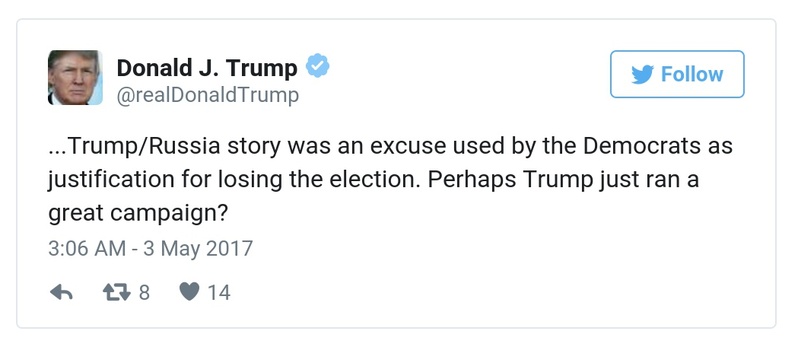 Donald J. Trump
@realDonaldTrump
Follow
...Trump/Russia story was an excuse used by the Democrats as
justification for losing the election. Perhaps Trump just ran a
great campaign?
3:06 AM - 3 May 2017
8 14